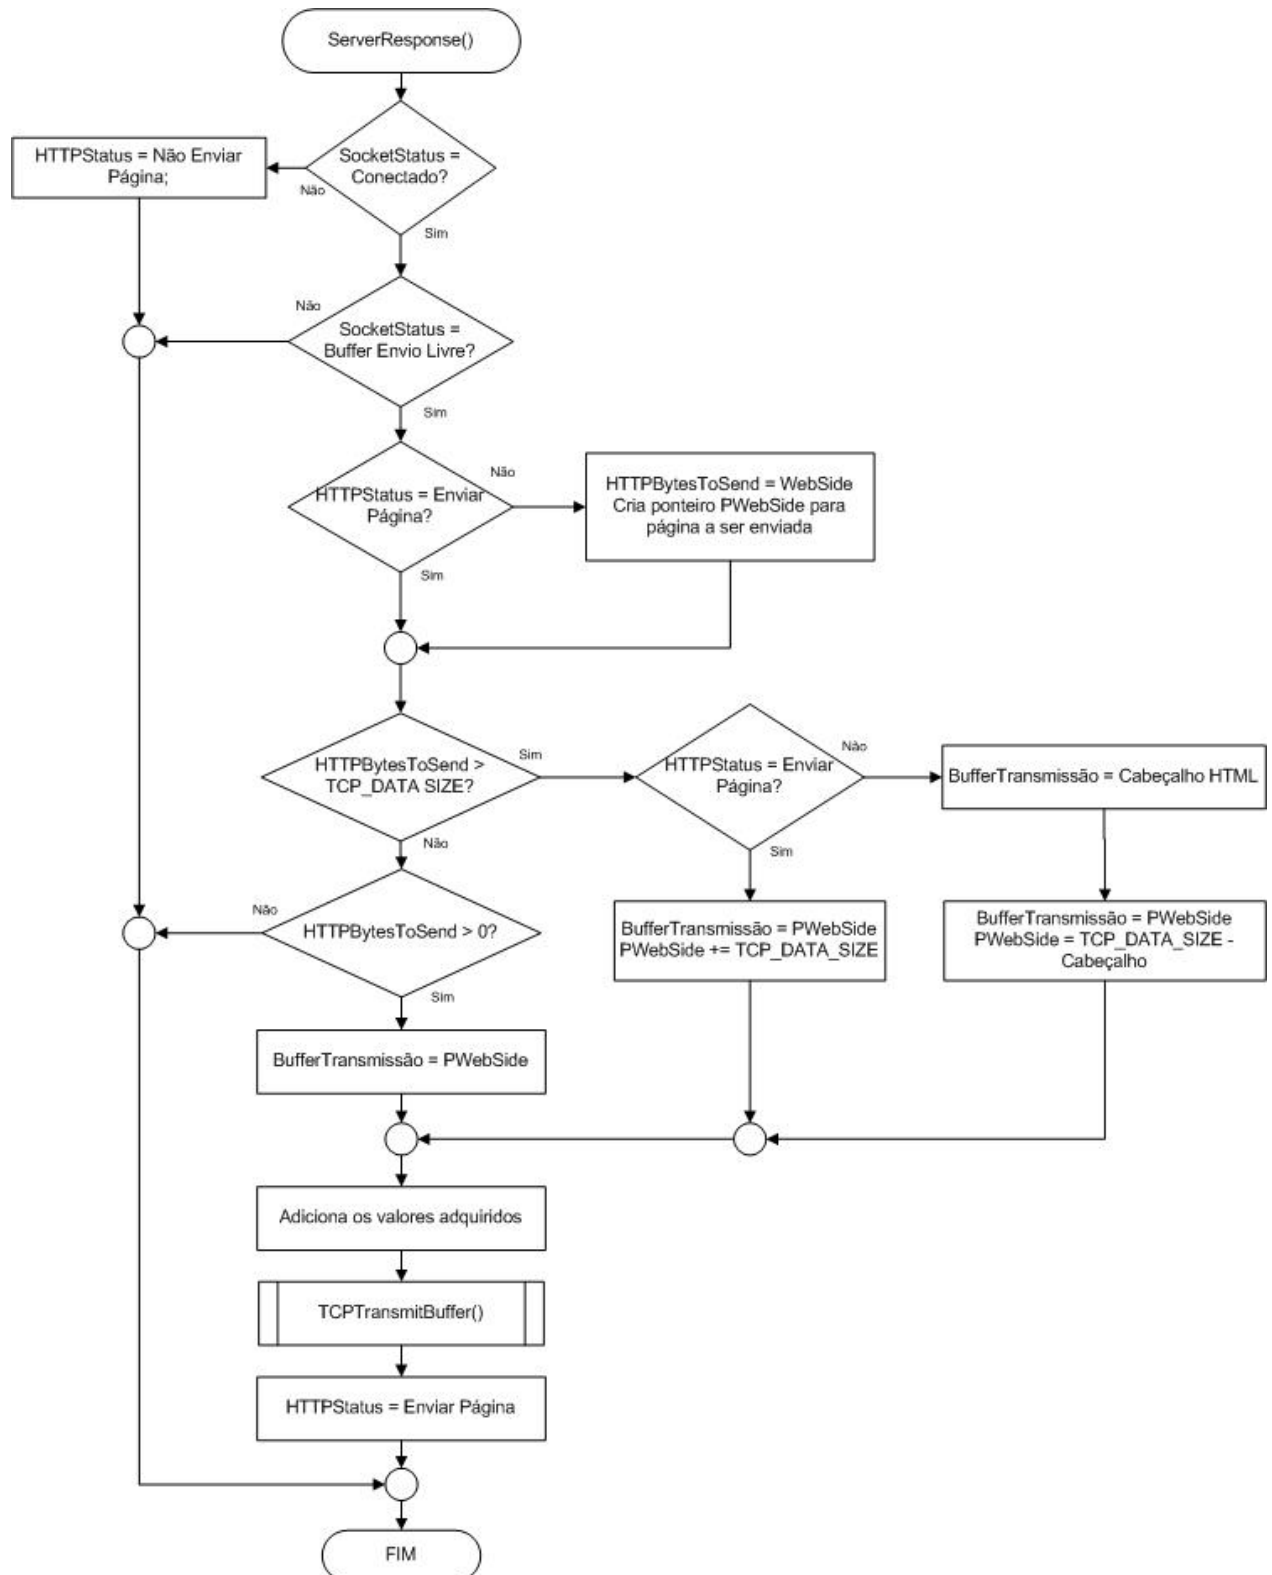 ServerResponse()
SocketStatus =
Conectado?
HTTPStatus = Não Enviar
Página;
Não
Sim
Não
SocketStatus =
Buffer Envio Livre?
Sim
HTTPStatus = Enviar
Página?
Não
HTTPBytesToSend = WebSide
Cria ponteiro PWebSide para
página a ser enviada
Sim
HTTPBytesToSend >
TCP_DATA SIZE?
Sim
HTTPStatus = Enviar
Página?
Não
BufferTransmissão = Cabeçalho HTML
Não
Sim
Não
HTTPBytesToSend > 0?
BufferTransmissão = PWebSide
PWebSide += TCP_DATA_SIZE
BufferTransmissão = PWebSide
PWebSide = TCP_DATA_SIZE -
Cabeçalho
Sim
BufferTransmissão = PWebSide
Adiciona os valores adquiridos
TCPTransmitBuffer()
HTTPStatus = Enviar Página
FIM